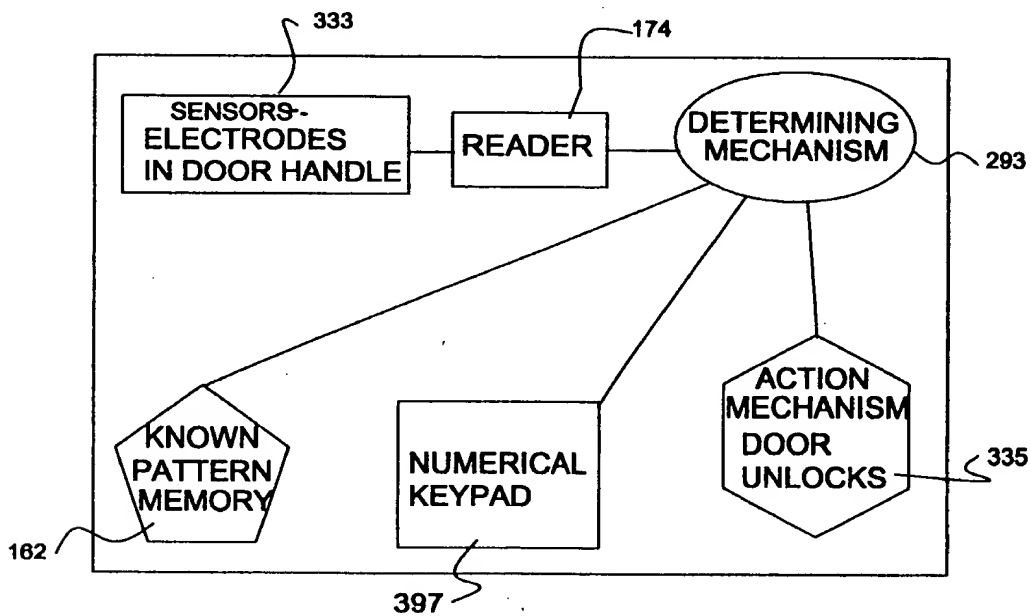 333
174
SENSORS-
ELECTRODES
IN DOOR HANDLE
READER
DETERMINING
MECHANISM
293
KNOWN
PATTERN
MEMORY
162
NUMERICAL
KEYPAD
397
ACTION
MECHANISM
DOOR
UNLOCKS
335